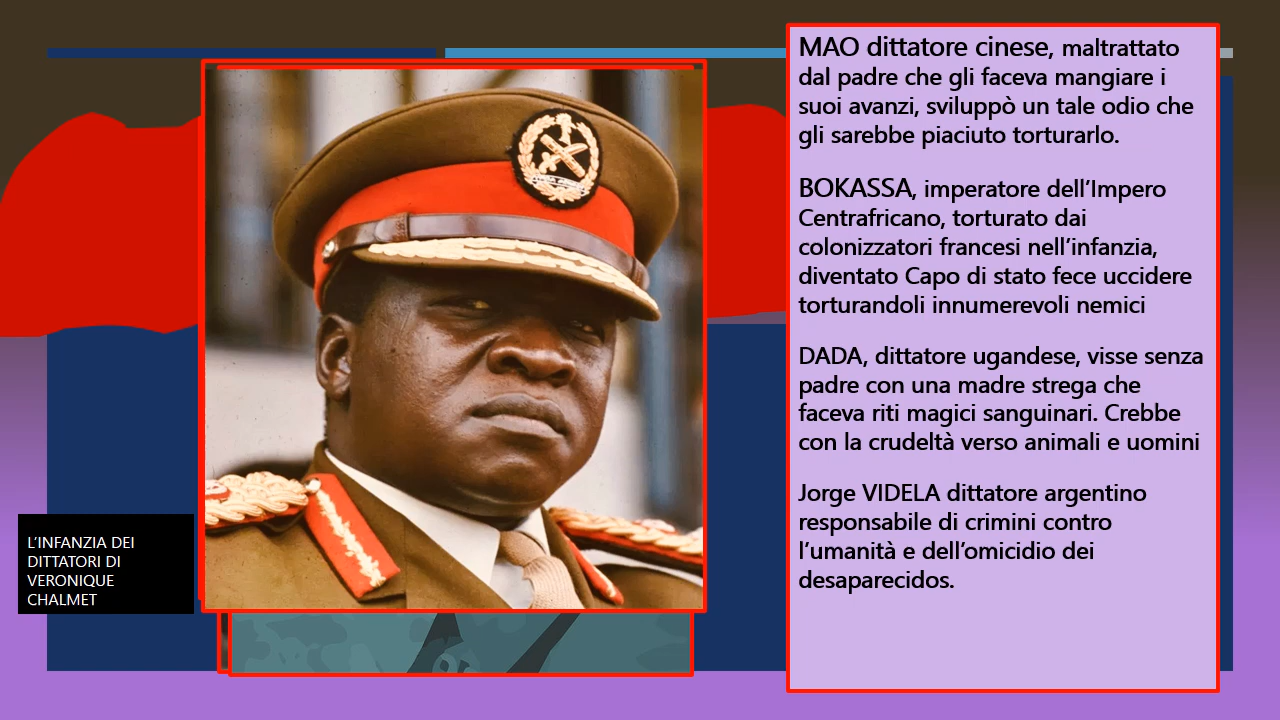 MAO dittatore cinese, maltrattato
dal padre che gli faceva mangiare i
suoi avanzi, sviluppò un tale odio che
gli sarebbe piaciuto torturarlo.
BOKASSA, imperatore dell’Impero
Centrafricano, torturato dai
colonizzatori francesi nell’infanzia,
diventato Capo di stato fece uccidere
torturandoli innumerevoli nemici
DADA, dittatore ugandese, visse senza
padre con una madre strega che
faceva riti magici sanguinari. Crebbe
con la crudeltà verso animali e uomini
Jorge VIDELA dittatore argentino
responsabile di crimini contro
l’umanità e dell’omicidio dei
desaparecidos.
L’INFANZIA DEI
DITTATORI DI
VERONIQUE
CHALMET